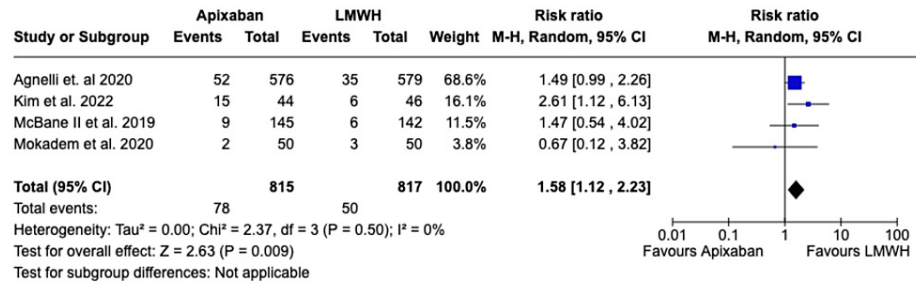 Apixaban LMWH Risk ratio Risk ratio
Study or Subgroup Events Total Events Total Weight M-H, Random, 95% CI M-H, Random, 95% CI
Agnelli et. al 2020 52 576 35 579 68.6% 1.49 [0.99 , 2.26]
Kim et al. 2022 15 44 6 46 16.1% 2.61 [1.12 , 6.13]
McBane II et al. 2019 9 145 6 142 11.5% 1.47 [0.54 , 4.02]
Mokadem et al. 2020 2 50 3 50 3.8% 0.67 [0.12 , 3.82]
Total (95% CI) 815 817 100.0% 1.58 [1.12 , 2.23]
Total events: 78 50
Heterogeneity: Tau² = 0.00; Chi² = 2.37, df = 3 (P = 0.50); I² = 0%
Test for overall effect: Z = 2.63 (P = 0.009)
Test for subgroup differences: Not applicable
0.01 0.1 1 10 100
Favours Apixaban Favours LMWH